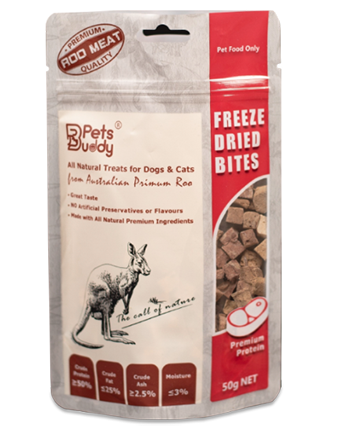 PREMIUM
ROO MEAT
QUALITY
Pet Food Only
Pets®
Buddy
FREEZE
DRIED
BITES
All Natural Treats for Dogs & Cats
from Australian Primum Roo
- Great Taste
- NO Artificial Preservatives or Flavours
- Made with All Natural Premium Ingredients
The call of nature
Premium
Protein
Crude
Protein
≥50%
Crude
Fat
≤25%
Crude
Ash
≥2.5%
Moisture
≤3%
50g NET